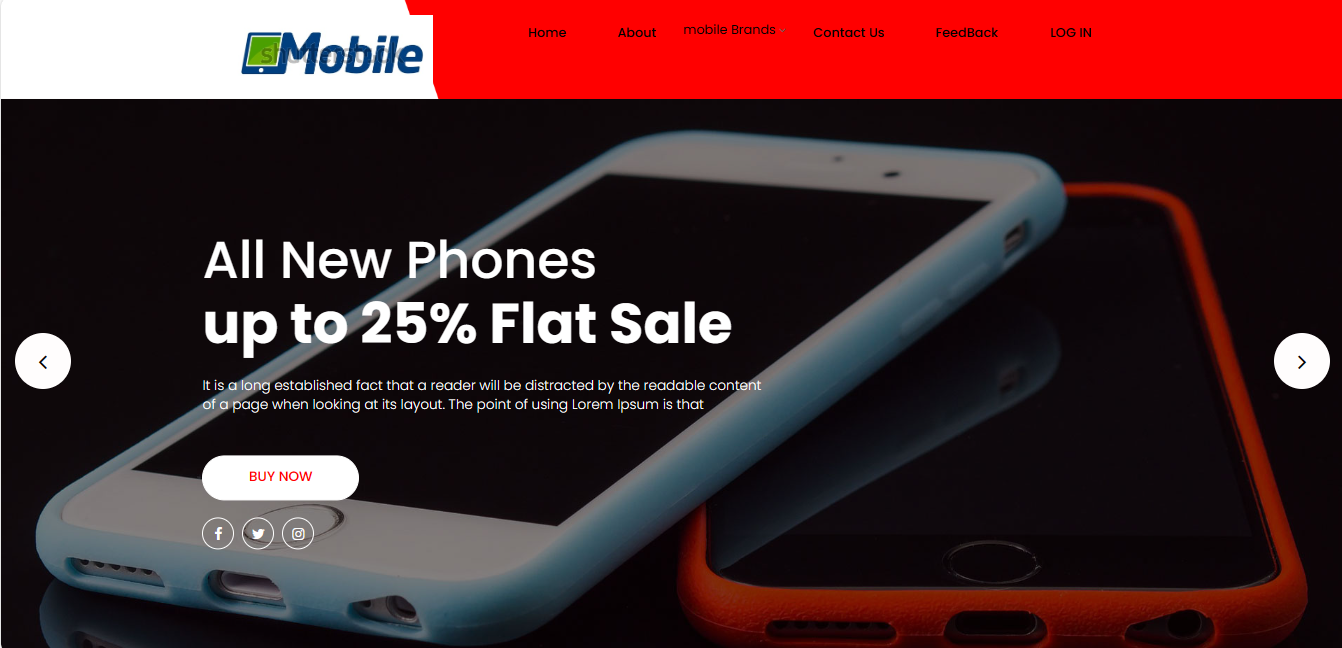 Mobile
shutterstock
Home About mobile Brands Contact Us FeedBack LOG IN
All New Phones
up to 25% Flat Sale
It is a long established fact that a reader will be distracted by the readable content
of a page when looking at its layout. The point of using Lorem Ipsum is that
BUY NOW